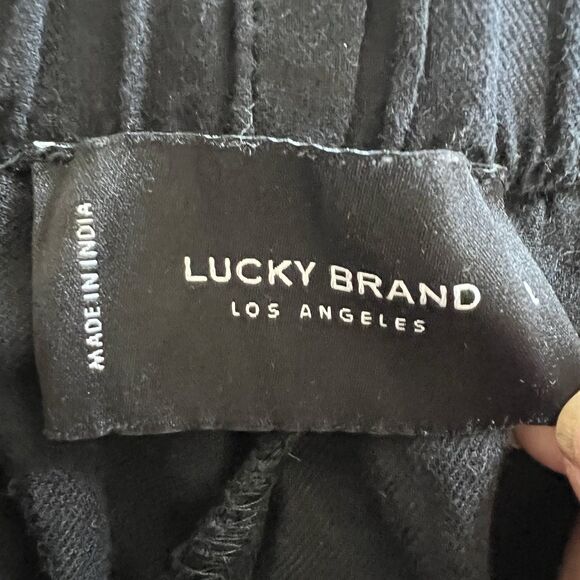 MADE IN INDIA
LUCKY BRAND
LOS ANGELES